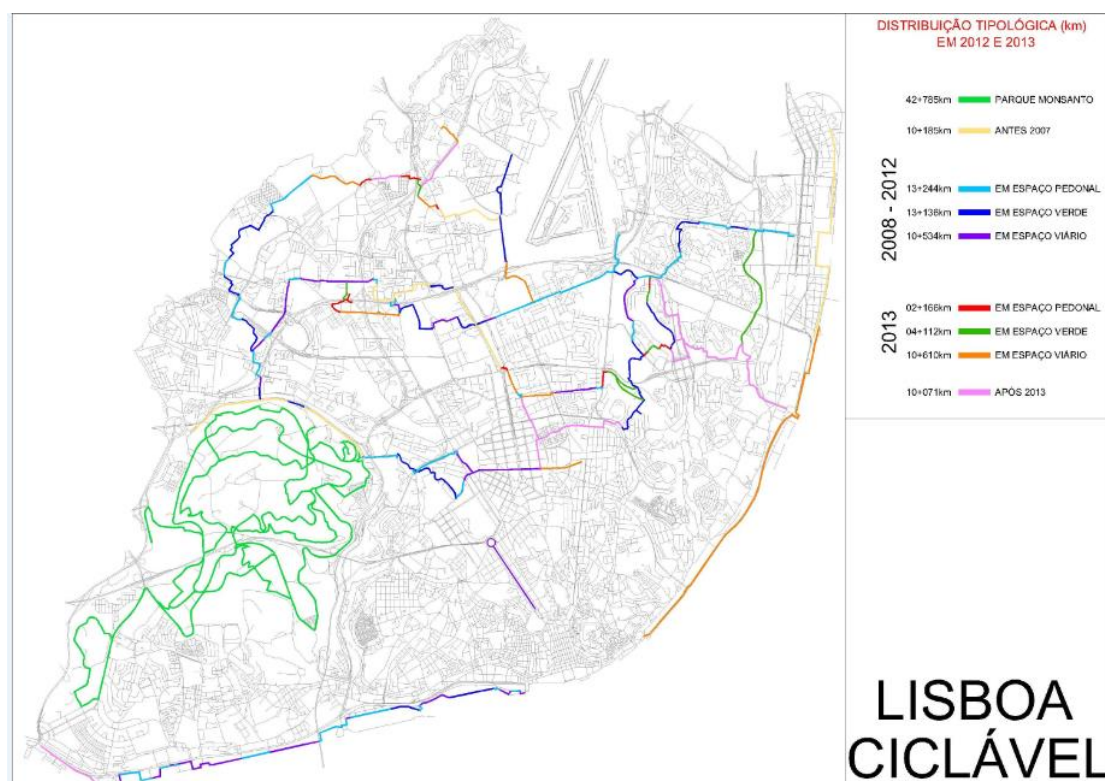 DISTRIBUIÇÃO TIPOLÓGICA (km)
EM 2012 E 2013
42+785km PARQUE MONSANTO
10+185km ANTES 2007
2008 - 2012
13+244km EM ESPAÇO PEDONAL
13+136km EM ESPAÇO VERDE
10+534km EM ESPAÇO VIÁRIO
2013
02+166km EM ESPAÇO PEDONAL
04+112km EM ESPAÇO VERDE
10+610km EM ESPAÇO VIÁRIO
10+071km APÓS 2013
LISBOA
CICLÁVEL